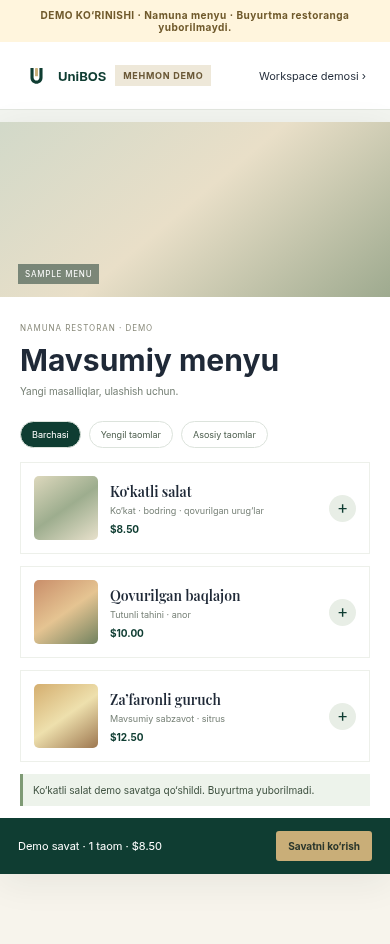 DEMO KO‘RINISHI · Namuna menyu · Buyurtma restoranga
yuborilmaydi.
UniBOS
MEHMON DEMO
Workspace demosi ›
SAMPLE MENU
NAMUNA RESTORAN · DEMO
Mavsumiy menyu
Yangi masalliqlar, ulashish uchun.
Barchasi
Yengil taomlar
Asosiy taomlar
Ko‘katli salat
Ko‘kat · bodring · qovurilgan urug‘lar
$8.50
+
Qovurilgan baqlajon
Tutunli tahini · anor
$10.00
+
Za’faronli guruch
Mavsumiy sabzavot · sitrus
$12.50
+
Ko‘katli salat demo savatga qo‘shildi. Buyurtma yuborilmadi.
Demo savat · 1 taom · $8.50
Savatni ko‘rish